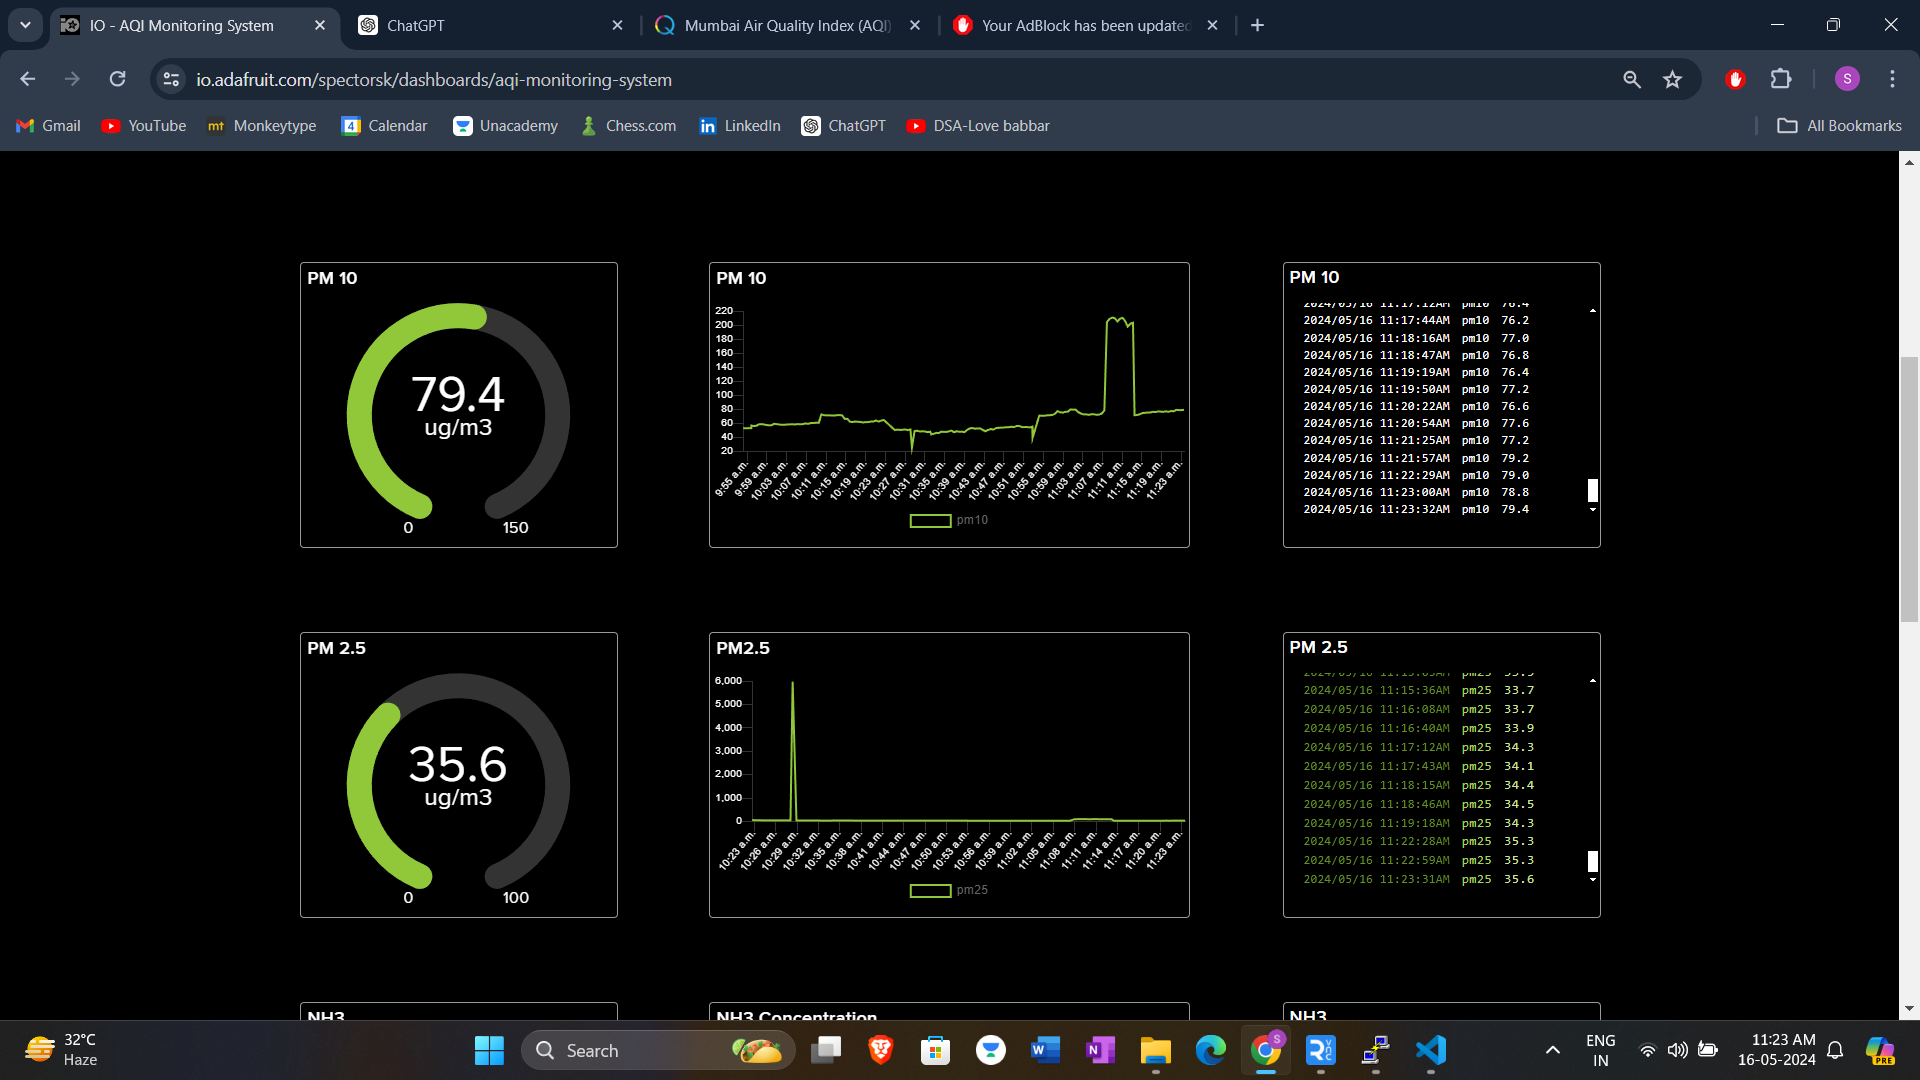 IO - AQI Monitoring System
ChatGPT
Mumbai Air Quality Index (AQI)
Your AdBlock has been updated
io.adafruit.com/spectorsk/dashboards/aqi-monitoring-system
S
Gmail
YouTube
mt Monkeytype
4 Calendar
Unacademy
Chess.com
in LinkedIn
ChatGPT
DSA-Love babbar
All Bookmarks
PM 10
79.4
ug/m3
0
150
PM 10
220
200
180
160
140
120
100
80
60
40
20
9:55 a.m.
9:59 a.m.
10:03 a.m.
10:07 a.m.
10:11 a.m.
10:15 a.m.
10:19 a.m.
10:23 a.m.
10:27 a.m.
10:31 a.m.
10:35 a.m.
10:39 a.m.
10:43 a.m.
10:47 a.m.
10:51 a.m.
10:55 a.m.
10:59 a.m.
11:03 a.m.
11:07 a.m.
11:11 a.m.
11:15 a.m.
11:19 a.m.
11:23 a.m.
pm10
PM 10
2024/05/16 11:17:12AM pm10 76.4
2024/05/16 11:17:44AM pm10 76.2
2024/05/16 11:18:16AM pm10 77.0
2024/05/16 11:18:47AM pm10 76.8
2024/05/16 11:19:19AM pm10 76.4
2024/05/16 11:19:50AM pm10 77.2
2024/05/16 11:20:22AM pm10 76.6
2024/05/16 11:20:54AM pm10 77.6
2024/05/16 11:21:25AM pm10 77.2
2024/05/16 11:21:57AM pm10 79.2
2024/05/16 11:22:29AM pm10 79.0
2024/05/16 11:23:00AM pm10 78.8
2024/05/16 11:23:32AM pm10 79.4
PM 2.5
35.6
ug/m3
0
100
PM2.5
6,000
5,000
4,000
3,000
2,000
1,000
0
10:23 a.m.
10:26 a.m.
10:29 a.m.
10:32 a.m.
10:35 a.m.
10:38 a.m.
10:41 a.m.
10:44 a.m.
10:47 a.m.
10:50 a.m.
10:53 a.m.
10:56 a.m.
10:59 a.m.
11:02 a.m.
11:05 a.m.
11:08 a.m.
11:11 a.m.
11:14 a.m.
11:17 a.m.
11:20 a.m.
11:23 a.m.
pm25
PM 2.5
2024/05/16 11:15:36AM pm25 33.7
2024/05/16 11:16:08AM pm25 33.7
2024/05/16 11:16:40AM pm25 33.9
2024/05/16 11:17:12AM pm25 34.3
2024/05/16 11:17:43AM pm25 34.1
2024/05/16 11:18:15AM pm25 34.4
2024/05/16 11:18:46AM pm25 34.5
2024/05/16 11:19:18AM pm25 34.3
2024/05/16 11:22:28AM pm25 35.3
2024/05/16 11:22:59AM pm25 35.3
2024/05/16 11:23:31AM pm25 35.6
NH3
NH3 Concentration
NH3
32°C
Haze
Search
ENG
IN
11:23 AM
16-05-2024
PRE